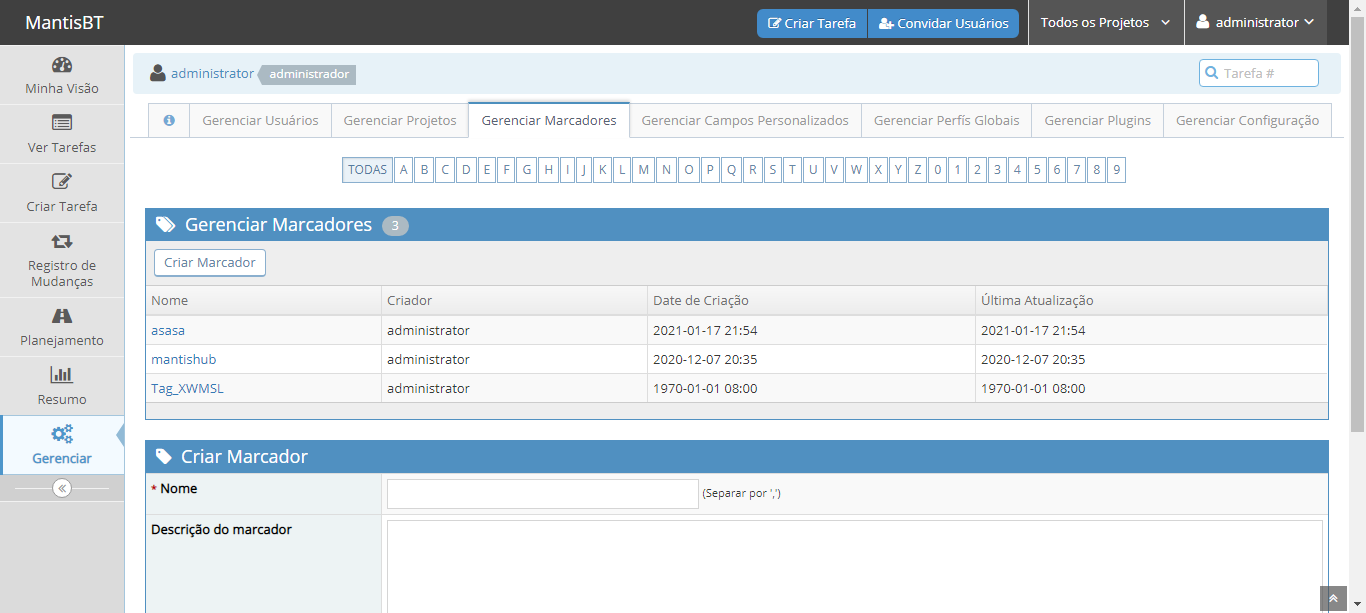 MantisBT
Criar Tarefa Convidar Usuários Todos os Projetos administrator
Minha Visão
Ver Tarefas
Criar Tarefa
Registro de
Mudanças
Planejamento
Resumo
Gerenciar
administrator administrador Tarefa #
Gerenciar Usuários Gerenciar Projetos Gerenciar Marcadores Gerenciar Campos Personalizados Gerenciar Perfís Globais Gerenciar Plugins Gerenciar Configuração
TODAS A B C D E F G H I J K L M N O P Q R S T U V W X Y Z 0 1 2 3 4 5 6 7 8 9
Gerenciar Marcadores 3
Criar Marcador
Nome Criador Date de Criação Última Atualização
asasa administrator 2021-01-17 21:54 2021-01-17 21:54
mantishub administrator 2020-12-07 20:35 2020-12-07 20:35
Tag_XWMSL administrator 1970-01-01 08:00 1970-01-01 08:00
Criar Marcador
* Nome (Separar por ',')
Descrição do marcador